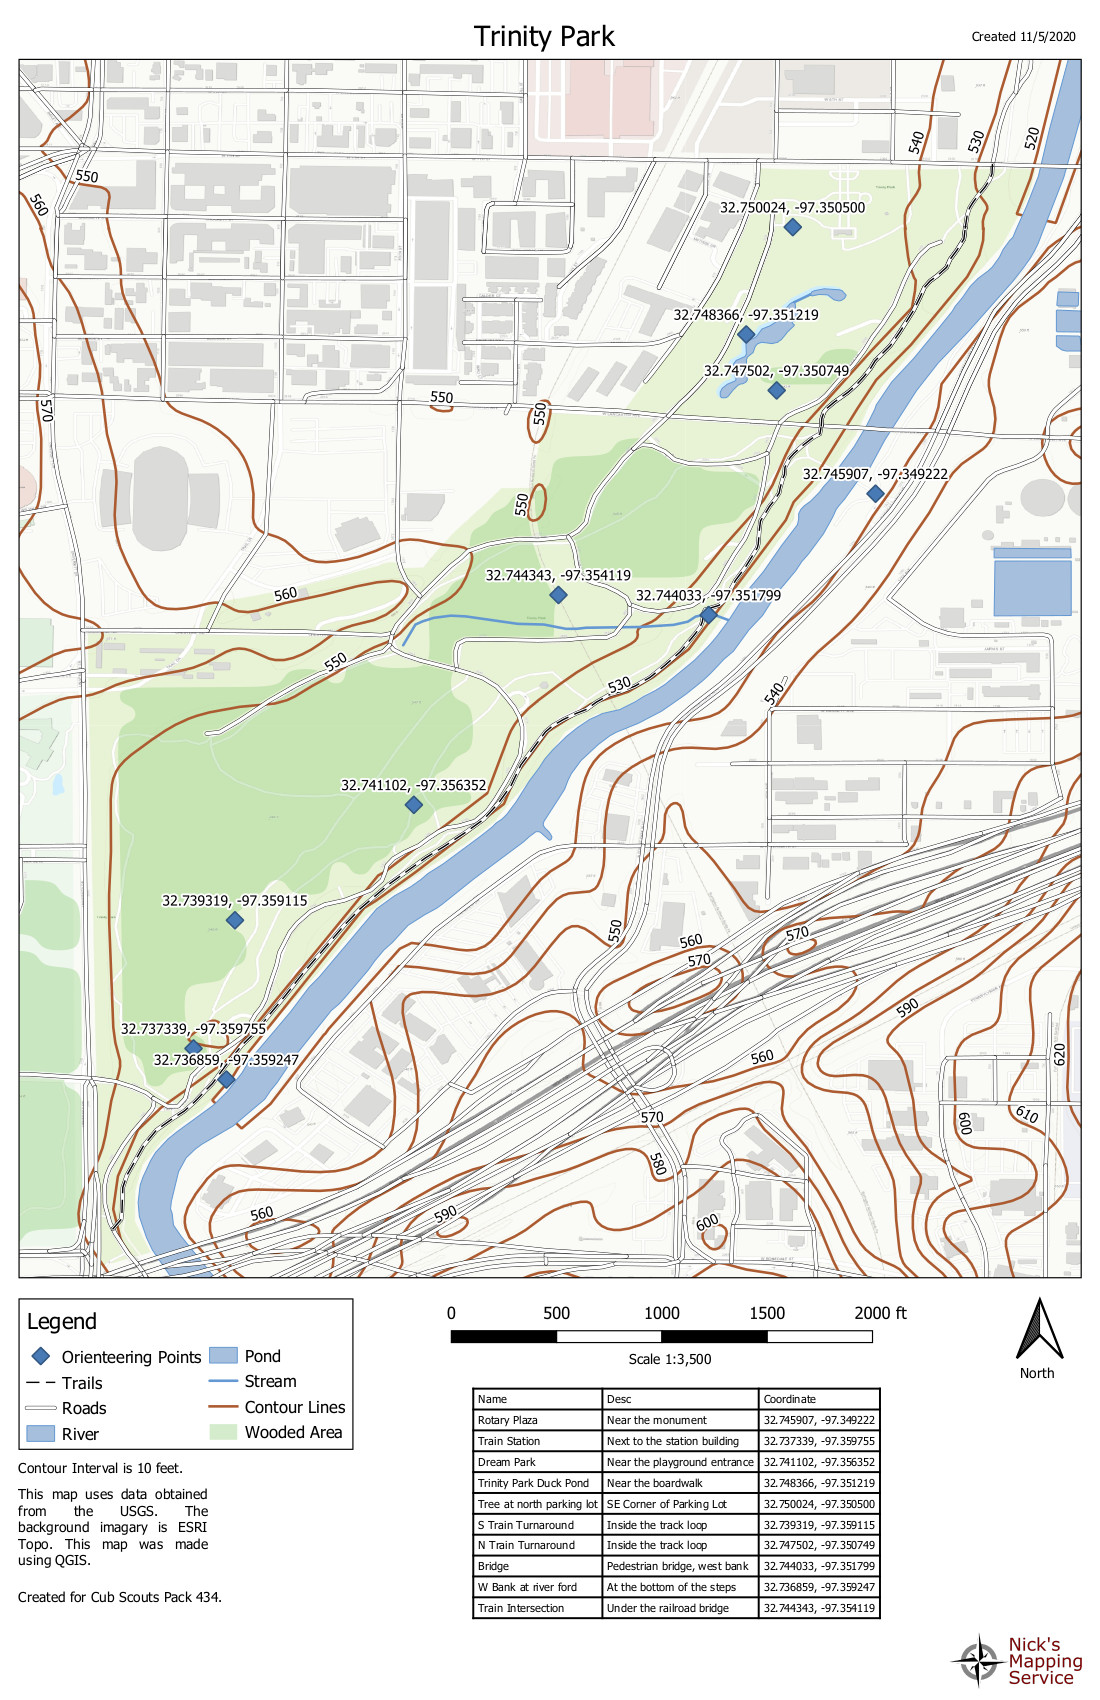 Trinity Park
Created 11/5/2020
540
530
520
550
560
32.750024, -97.350500
32.748366, -97.351219
32.747502, -97.350749
570
550
550
32.745907, -97.349222
550
32.744343, -97.354119
32.744033, -97.351799
560
550
530
540
32.741102, -97.356352
32.739319, -97.359115
550
560
570
570
590
32.737339, -97.359755
32.736859, -97.359247
560
620
570
600
610
580
560
590
600
Legend
Orienteering Points
Trails
Roads
River
Pond
Stream
Contour Lines
Wooded Area
0 500 1000 1500 2000 ft
Scale 1:3,500
North
Contour Interval is 10 feet.
This map uses data obtained
from the USGS. The
background imagary is ESRI
Topo. This map was made
using QGIS.
Created for Cub Scouts Pack 434.
Name Desc Coordinate
Rotary Plaza Near the monument 32.745907, -97.349222
Train Station Next to the station building 32.737339, -97.359755
Dream Park Near the playground entrance 32.741102, -97.356352
Trinity Park Duck Pond Near the boardwalk 32.748366, -97.351219
Tree at north parking lot SE Corner of Parking Lot 32.750024, -97.350500
S Train Turnaround Inside the track loop 32.739319, -97.359115
N Train Turnaround Inside the track loop 32.747502, -97.350749
Bridge Pedestrian bridge, west bank 32.744033, -97.351799
W Bank at river ford At the bottom of the steps 32.736859, -97.359247
Train Intersection Under the railroad bridge 32.744343, -97.354119
Nick's
Mapping
Service